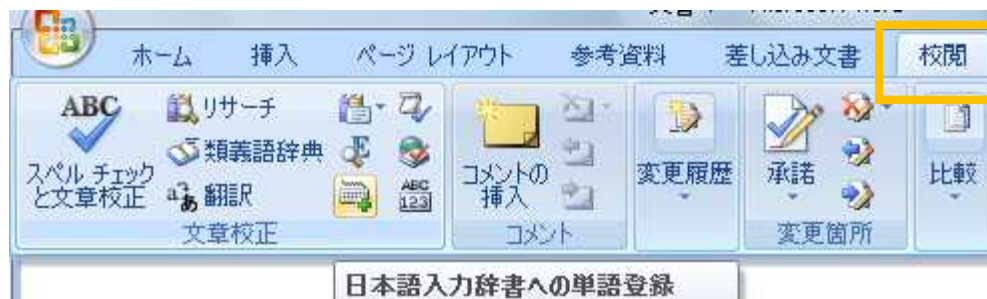 ホーム 挿入 ページ レイアウト 参考資料 差し込み文書 校閲
ABC
スペル チェック
と文章校正
リサーチ
類義語辞典
翻訳
ABC
123
文章校正
コメントの
挿入
コメント
変更履歴
承諾
変更箇所
比較
日本語入力辞書への単語登録